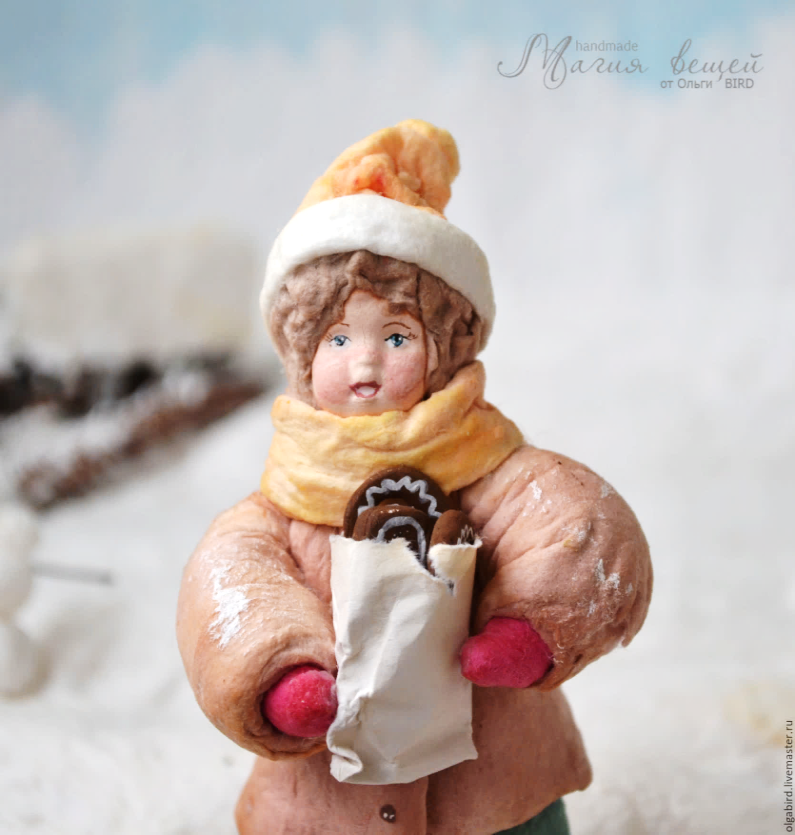 handmade
Магия вещей
от Ольги BIRD
olgabird.livemaster.ru